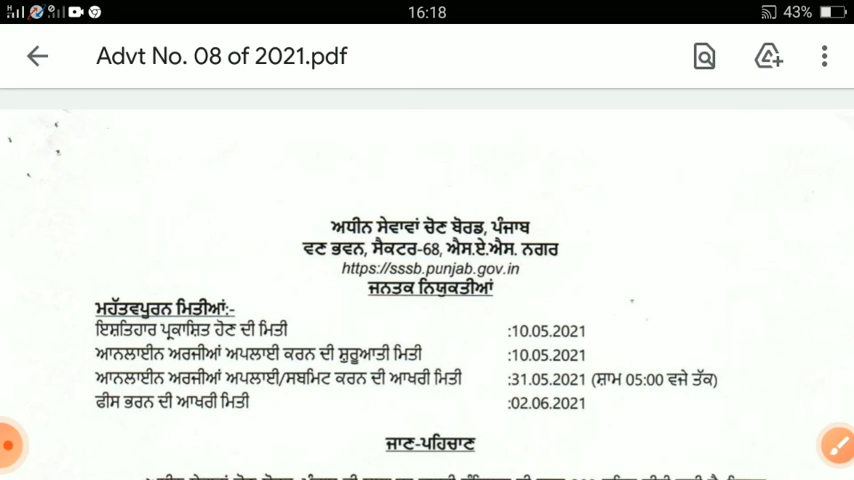 16:18
43%
Advt No. 08 of 2021.pdf
ਅਧੀਨ ਸੇਵਾਵਾਂ ਚੋਣ ਬੋਰਡ, ਪੰਜਾਬ
ਵਣ ਭਵਨ, ਸੈਕਟਰ-68, ਐਸ.ਏ.ਐਸ. ਨਗਰ
https://sssb.punjab.gov.in
ਜਨਤਕ ਨਿਯੁਕਤੀਆਂ
ਮਹੱਤਵਪੂਰਨ ਮਿਤੀਆਂ:-
ਇਸ਼ਤਿਹਾਰ ਪ੍ਰਕਾਸ਼ਿਤ ਹੋਣ ਦੀ ਮਿਤੀ :10.05.2021
ਆਨਲਾਈਨ ਅਰਜੀਆਂ ਅਪਲਾਈ ਕਰਨ ਦੀ ਸ਼ੁਰੂਆਤੀ ਮਿਤੀ :10.05.2021
ਆਨਲਾਈਨ ਅਰਜੀਆਂ ਅਪਲਾਈ/ਸਬਮਿਟ ਕਰਨ ਦੀ ਆਖਰੀ ਮਿਤੀ :31.05.2021 (ਸ਼ਾਮ 05:00 ਵਜੇ ਤੱਕ)
ਫੀਸ ਭਰਨ ਦੀ ਆਖਰੀ ਮਿਤੀ :02.06.2021
ਜਾਣ-ਪਹਿਚਾਣ